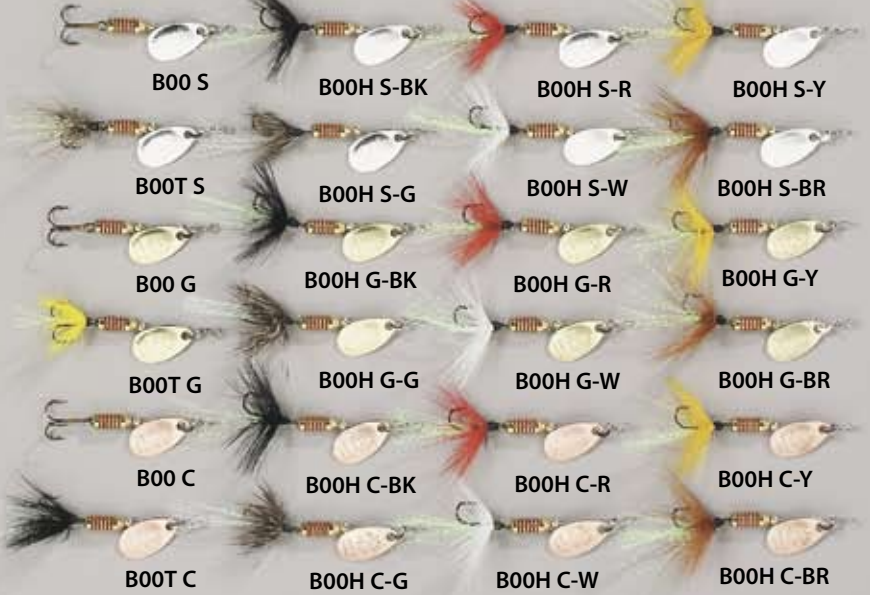 B00 S
B00H S-BK
B00H S-R
B00H S-Y
B00T S
B00H S-G
B00H S-W
B00H S-BR
B00 G
B00H G-BK
B00H G-R
B00H G-Y
B00T G
B00H G-G
B00H G-W
B00H G-BR
B00 C
B00H C-BK
B00H C-R
B00H C-Y
B00T C
B00H C-G
B00H C-W
B00H C-BR